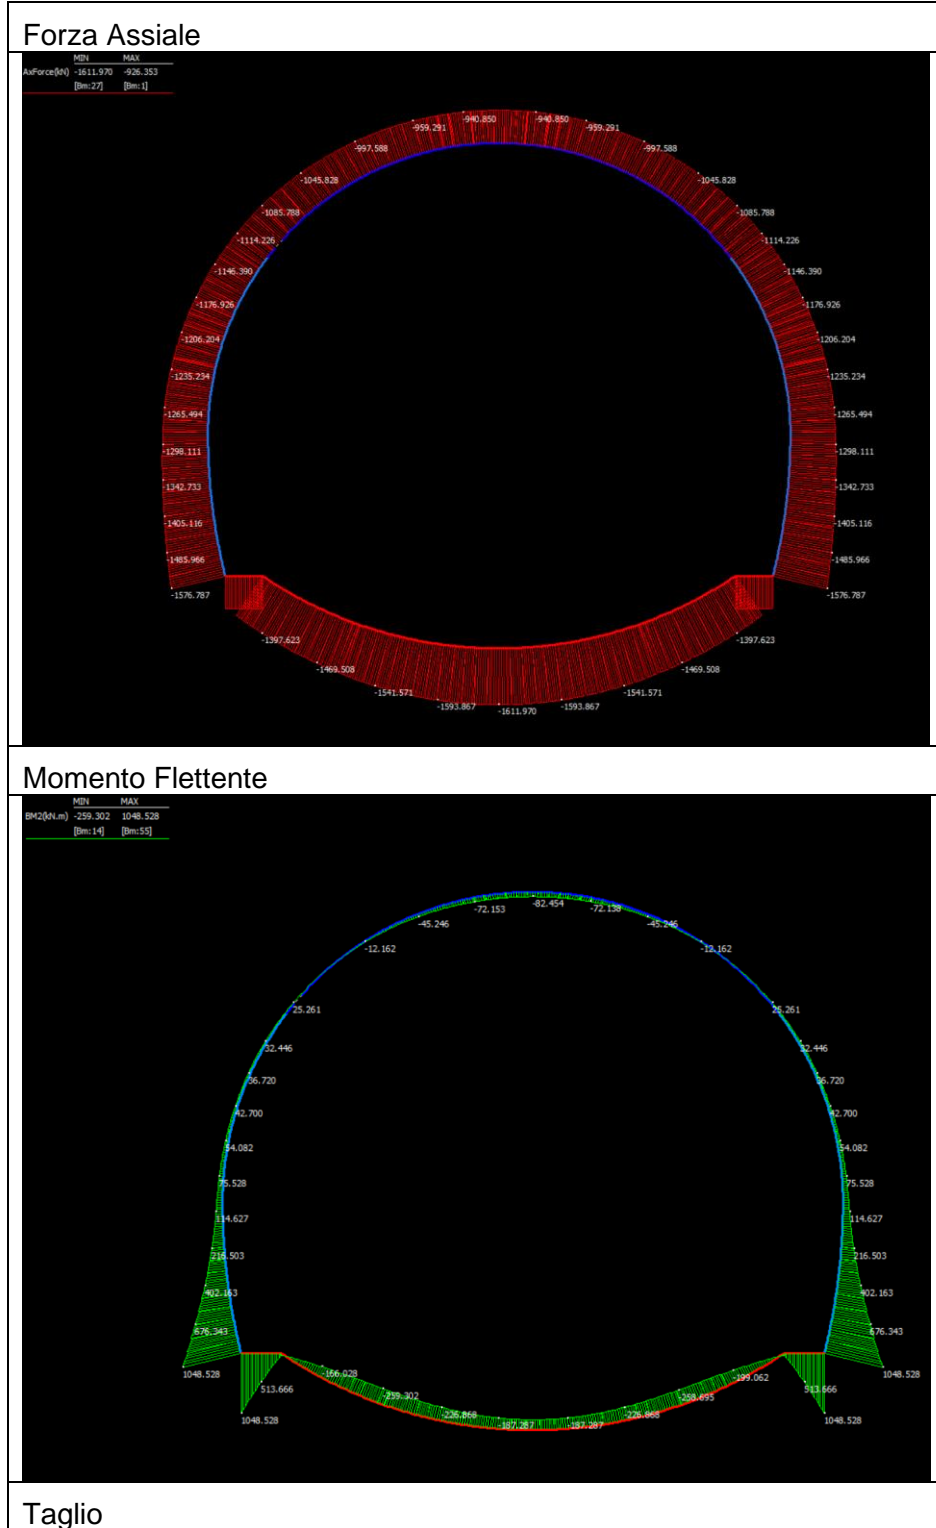 Forza Assiale
MIN MAX
AxForce(kN) -1611.970 -926.353
[Bm:27] [Bm:1]
-940.850 -940.850
-959.291 -959.291
-997.588 -997.588
-1045.828 -1045.828
-1085.788 -1085.788
-1114.226 -1114.226
-1146.390 -1146.390
-1176.926 -1176.926
-1206.204 -1206.204
-1235.234 -1235.234
-1265.494 -1265.494
-1298.111 -1298.111
-1342.733 -1342.733
-1405.116 -1405.116
-1485.966 -1485.966
-1576.787 -1576.787
-1397.623 -1397.623
-1469.508 -1469.508
-1541.571 -1541.571
-1593.867 -1611.970 -1593.867
Momento Flettente
MIN MAX
BM2(kN.m) -259.302 1048.528
[Bm:14] [Bm:55]
-72.153 -82.454 -72.138
-45.246 -45.246
-12.162 -12.162
25.261 25.261
32.446 32.446
36.720 36.720
42.700 42.700
54.082 54.082
75.528 75.528
114.627 114.627
216.503 216.503
402.163 402.163
676.343 676.343
1048.528 -166.028 -199.062 1048.528
513.666 -259.302 -258.695 513.666
1048.528 -226.868 -187.287 -187.287 -226.868 1048.528
Taglio